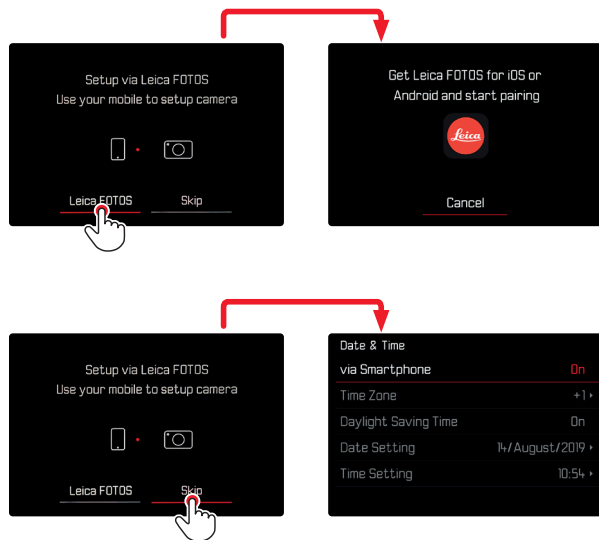 Setup via Leica FOTOS
Use your mobile to setup camera
Leica FOTOS Skip
Get Leica FOTOS for iOS or
Android and start pairing
Leica
Cancel
Setup via Leica FOTOS
Use your mobile to setup camera
Leica FOTOS Skip
Date & Time
via Smartphone On
Time Zone +1
Daylight Saving Time On
Date Setting 14/August/2019
Time Setting 10:54